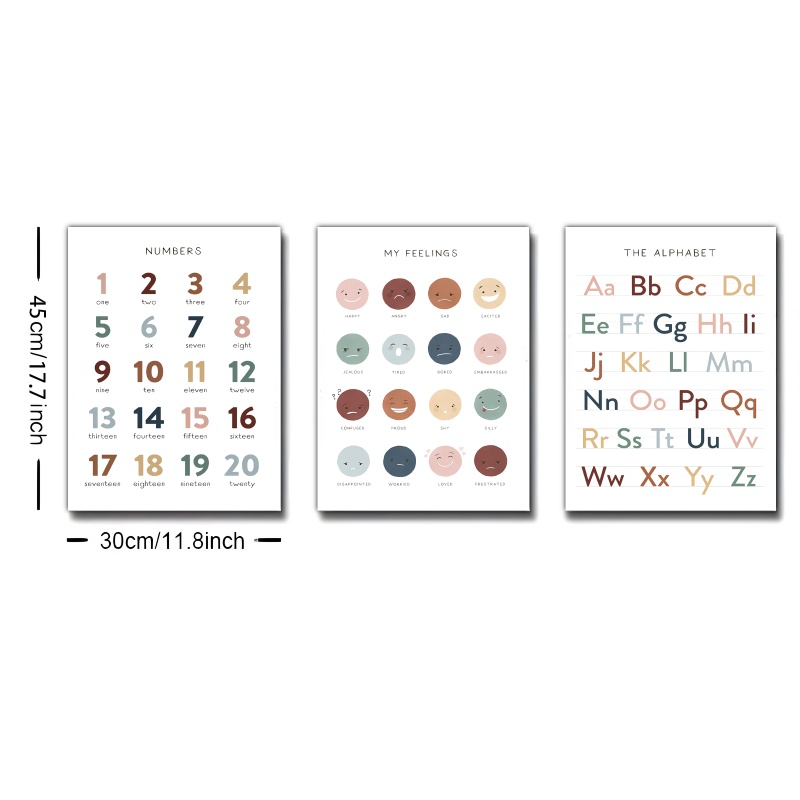 45cm/17.7inch
30cm/11.8inch
NUMBERS
1 2 3 4
one two three four
5 6 7 8
five six seven eight
9 10 11 12
nine ten eleven twelve
13 14 15 16
thirteen fourteen fifteen sixteen
17 18 19 20
seventeen eighteen nineteen twenty
MY FEELINGS
HAPPY ANGRY SAD EXCITED
JEALOUS TIRED BORED EMBARRASSED
? ? ?
CONFUSED PROUD SHY SILLY
DISAPPOINTED WORRIED LOVED FRUSTRATED
THE ALPHABET
Aa Bb Cc Dd
Ee Ff Gg Hh Ii
Jj Kk Ll Mm
Nn Oo Pp Qq
Rr Ss Tt Uu Vv
Ww Xx Yy Zz